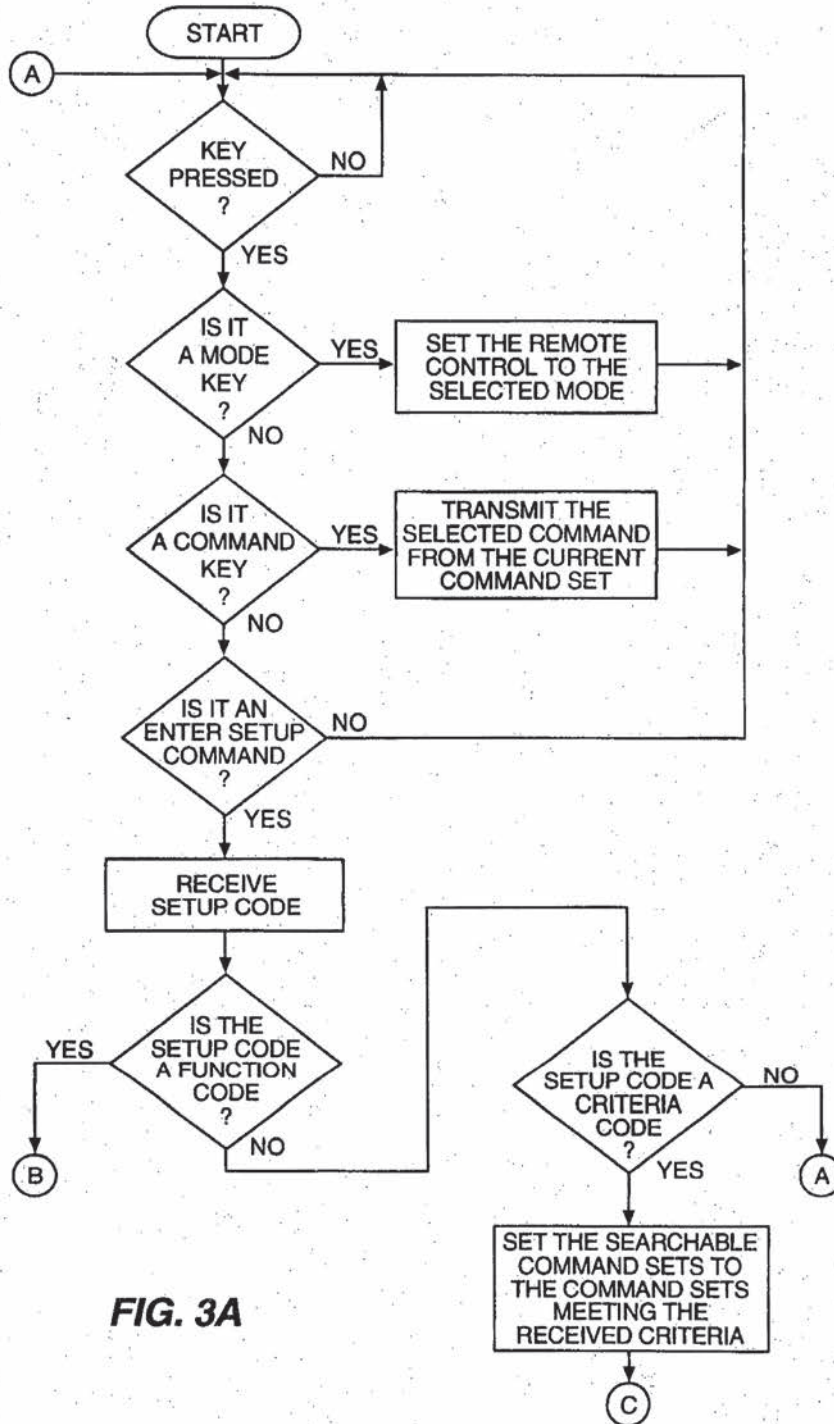 START
A
KEY
PRESSED
?
NO
YES
IS IT
A MODE
KEY
?
YES
SET THE REMOTE
CONTROL TO THE
SELECTED MODE
NO
IS IT
A COMMAND
KEY
?
YES
TRANSMIT THE
SELECTED COMMAND
FROM THE CURRENT
COMMAND SET
NO
IS IT AN
ENTER SETUP
COMMAND
?
NO
YES
RECEIVE
SETUP CODE
IS THE
SETUP CODE
A FUNCTION
CODE
?
YES
B
NO
IS THE
SETUP CODE A
CRITERIA
CODE
?
NO
A
YES
SET THE SEARCHABLE
COMMAND SETS TO
THE COMMAND SETS
MEETING THE
RECEIVED CRITERIA
C
FIG. 3A